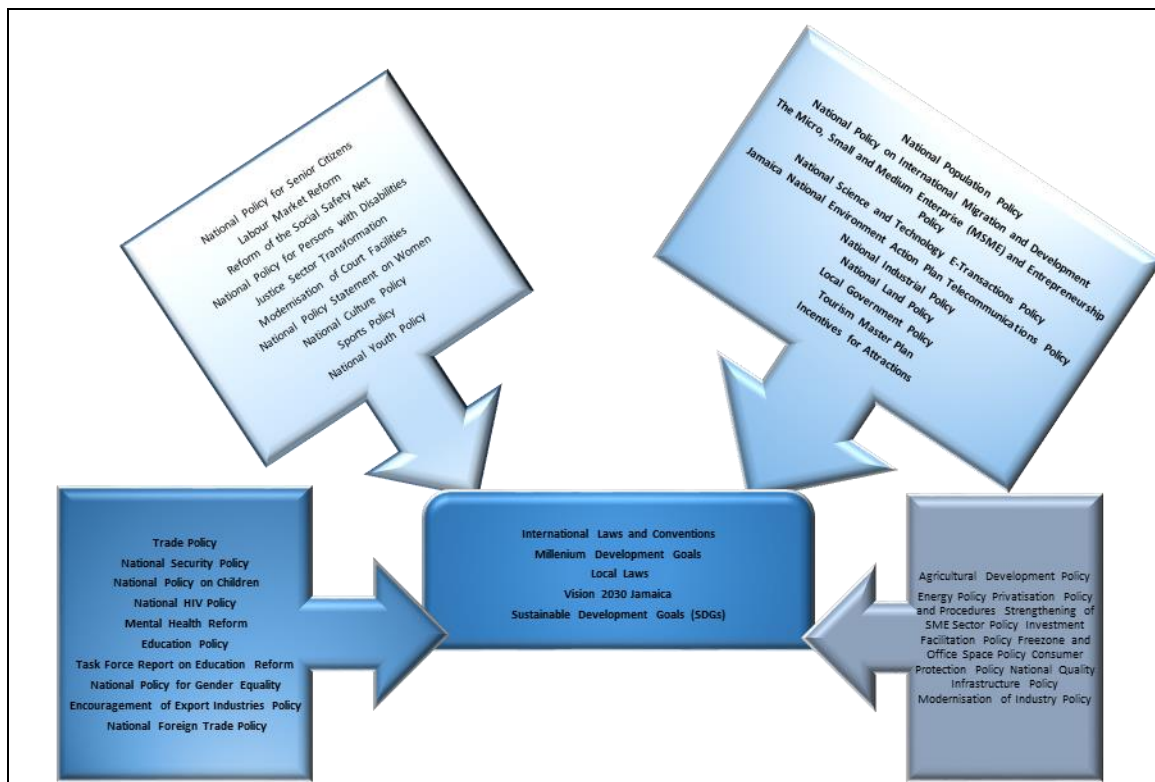 National Policy for Senior Citizens
Labour Market Reform
Reform of the Social Safety Net
National Policy for Persons with Disabilities
Justice Sector Transformation
Modernisation of Court Facilities
National Policy Statement on Women
National Culture Policy
Sports Policy
National Youth Policy
National Population Policy
National Policy on International Migration and Development
The Micro, Small and Medium Enterprise (MSME) and Entrepreneurship
Policy
National Science and Technology E-Transactions Policy
Jamaica National Environment Action Plan Telecommunications Policy
National Industrial Policy
National Land Policy
Local Government Policy
Tourism Master Plan
Incentives for Attractions
Trade Policy
National Security Policy
National Policy on Children
National HIV Policy
Mental Health Reform
Education Policy
Task Force Report on Education Reform
National Policy for Gender Equality
Encouragement of Export Industries Policy
National Foreign Trade Policy
International Laws and Conventions
Millenium Development Goals
Local Laws
Vision 2030 Jamaica
Sustainable Development Goals (SDGs)
Agricultural Development Policy
Energy Policy Privatisation Policy
and Procedures Strengthening of
SME Sector Policy Investment
Facilitation Policy Freezone and
Office Space Policy Consumer
Protection Policy National Quality
Infrastructure Policy
Modernisation of Industry Policy